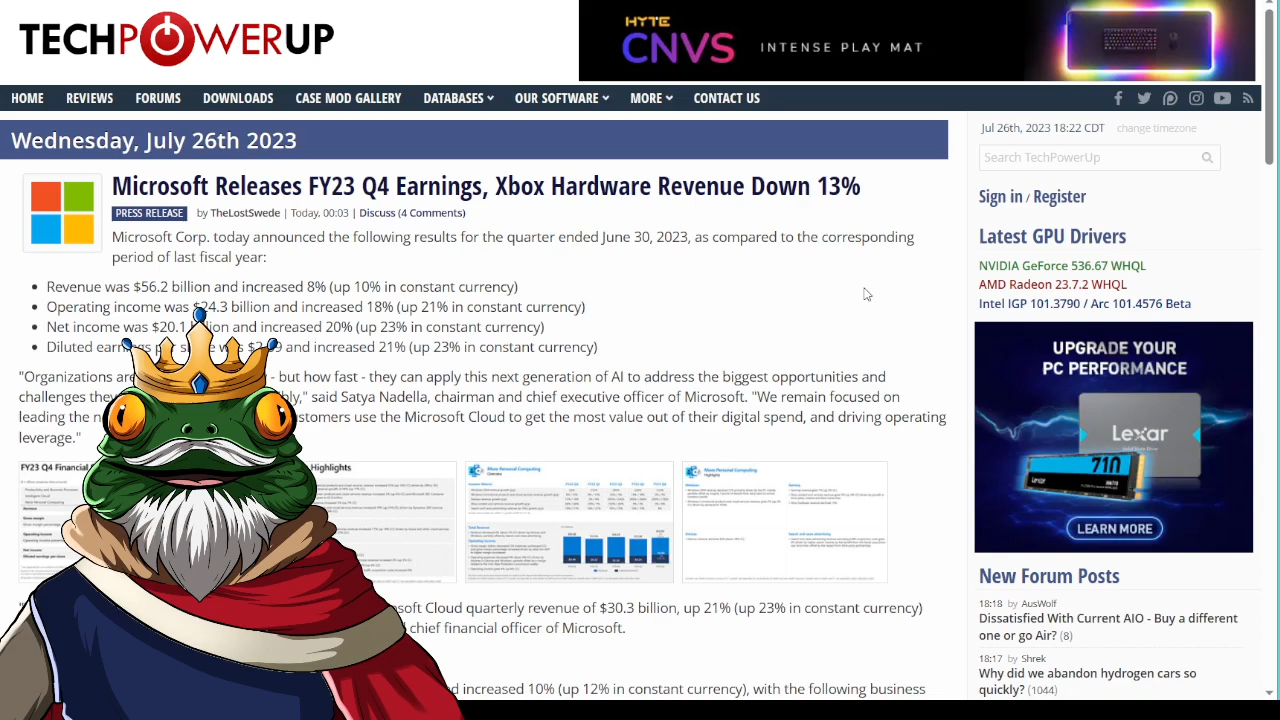 TECHPOWERUP
HYTE
CNVS INTENSE PLAY MAT
HOME REVIEWS FORUMS DOWNLOADS CASE MOD GALLERY DATABASES OUR SOFTWARE MORE CONTACT US
Wednesday, July 26th 2023
Jul 26th, 2023 18:22 CDT change timezone
Search TechPowerUp
Sign in / Register
Microsoft Releases FY23 Q4 Earnings, Xbox Hardware Revenue Down 13%
PRESS RELEASE by TheLostSwede | Today, 00:03 | Discuss (4 Comments)
Microsoft Corp. today announced the following results for the quarter ended June 30, 2023, as compared to the corresponding
period of last fiscal year:
Revenue was $56.2 billion and increased 8% (up 10% in constant currency)
Operating income was $24.3 billion and increased 18% (up 21% in constant currency)
Net income was $20.1 billion and increased 20% (up 23% in constant currency)
Diluted earnings per share was $2.69 and increased 21% (up 23% in constant currency)
"Organizations are - but how fast - they can apply this next generation of AI to address the biggest opportunities and
challenges they said Satya Nadella, chairman and chief executive officer of Microsoft. "We remain focused on
leading the customers use the Microsoft Cloud to get the most value out of their digital spend, and driving operating
leverage."
FY23 Q4 Financial Highlights
More Personal Computing
More Personal Computing
Microsoft Cloud quarterly revenue of $30.3 billion, up 21% (up 23% in constant currency)
chief financial officer of Microsoft.
increased 10% (up 12% in constant currency), with the following business
Latest GPU Drivers
NVIDIA GeForce 536.67 WHQL
AMD Radeon 23.7.2 WHQL
Intel IGP 101.3790 / Arc 101.4576 Beta
UPGRADE YOUR
PC PERFORMANCE
Lexar
710
LEARN MORE
New Forum Posts
18:18 by AusWolf
Dissatisfied With Current AIO - Buy a different
one or go Air? (8)
18:17 by Shrek
Why did we abandon hydrogen cars so
quickly? (1044)